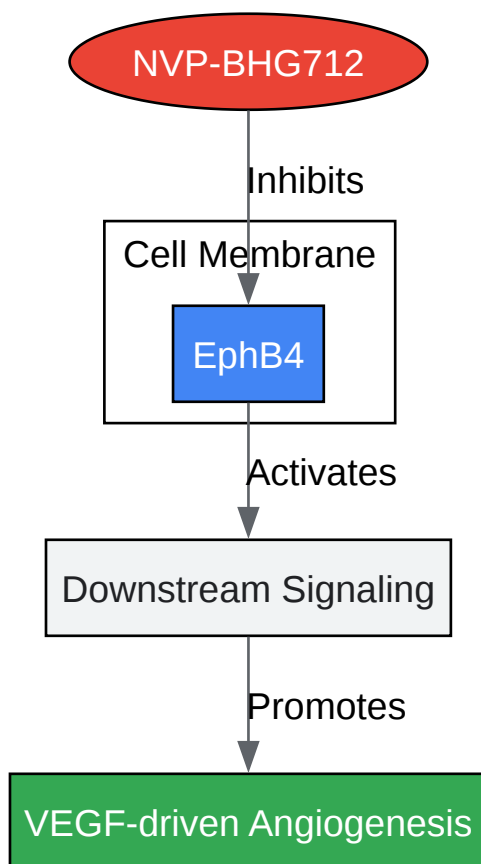 NVP-BHG712
Inhibits
Cell Membrane
EphB4
Activates
Downstream Signaling
Promotes
VEGF-driven Angiogenesis